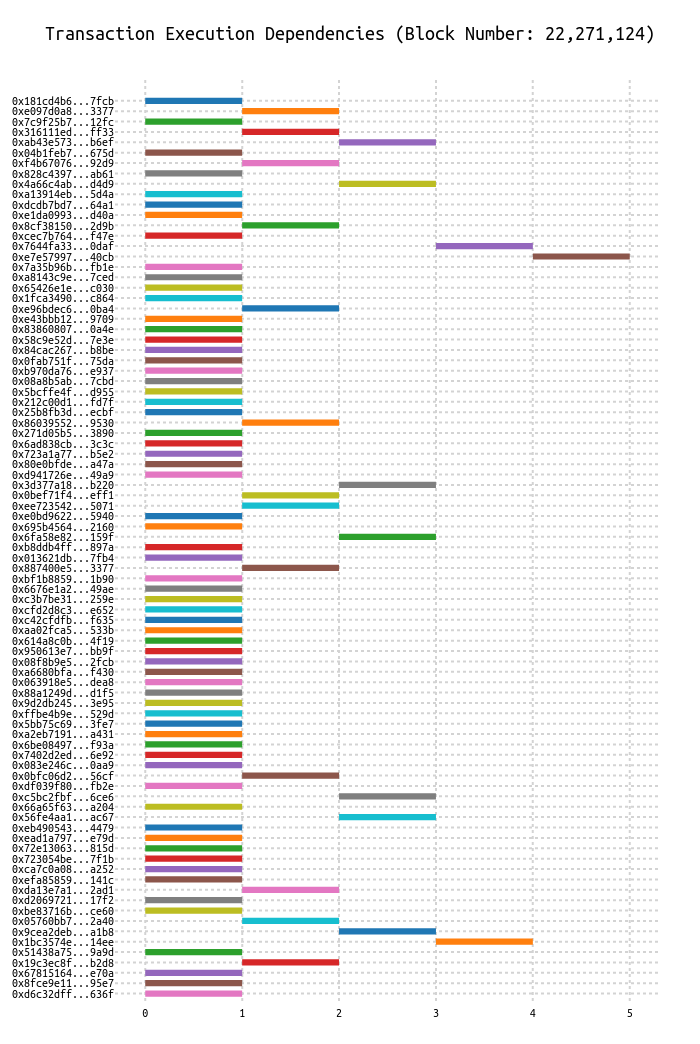 Transaction Execution Dependencies (Block Number: 22,271,124)
0x181cd4b6...7fcb
0xe097d0a8...3377
0x7c9f25b7...12fc
0x316111ed...ff33
0xab43e573...b6ef
0x04b1feb7...675d
0xf4b67076...92d9
0x828c4397...ab61
0x4a66c4ab...d4d9
0xa13914eb...5d4a
0xdcdb7bd7...64a1
0xe1da0993...d40a
0x8cf38150...2d9b
0xcec7b764...f47e
0x7644fa33...0daf
0xe7e57997...40cb
0x7a35b96b...fb1e
0xa8143c9e...7ced
0x65426e1e...c030
0x1fca3490...c864
0xe96bdec6...0ba4
0xe43bbb12...9709
0x83860807...0a4e
0x58c9e52d...7e3e
0x84cac267...b8be
0x0fab751f...75da
0xb970da76...e937
0x08a8b5ab...7cbd
0x5bcffe4f...d955
0x212c00d1...fd7f
0x25b8fb3d...ecbf
0x86039552...9530
0x271d05b5...3890
0x6ad838cb...3c3c
0x723a1a77...b5e2
0x80e0bfde...a47a
0xd941726e...49a9
0x3d377a18...b220
0x0bef71f4...eff1
0xee723542...5071
0xe0bd9622...5940
0x695b4564...2160
0x6fa58e82...159f
0xb8ddb4ff...897a
0x013621db...7fb4
0x887400e5...3377
0xbf1b8859...1b90
0x6676e1a2...49ae
0xc3b7be31...259e
0xcfd2d8c3...e652
0xc42cfdfb...f635
0xaa02fca5...533b
0x614a8c0b...4f19
0x950613e7...bb9f
0x08f8b9e5...2fcb
0xa6680bfa...f430
0x063918e5...dea8
0x88a1249d...d1f5
0x9d2db245...3e95
0xffbe4b9e...529d
0x5bb75c69...3fe7
0xa2eb7191...a431
0x6be08497...f93a
0x7402d2ed...6e92
0x083e246c...0aa9
0x0bfc06d2...56cf
0xdf039f80...fb2e
0xc5bc2fbf...6ce6
0x66a65f63...a204
0x56fe4aa1...ac67
0xeb490543...4479
0xead1a797...e79d
0x72e13063...815d
0x723054be...7f1b
0xca7c0a08...a252
0xefa85859...141c
0xda13e7a1...2ad1
0xd2069721...17f2
0xbe83716b...ce60
0x05760bb7...2a40
0x9cea2deb...a1b8
0x1bc3574e...14ee
0x51438a75...9a9d
0x19c3ec8f...b2d8
0x67815164...e70a
0x8fce9e11...95e7
0xd6c32dff...636f
0 1 2 3 4 5